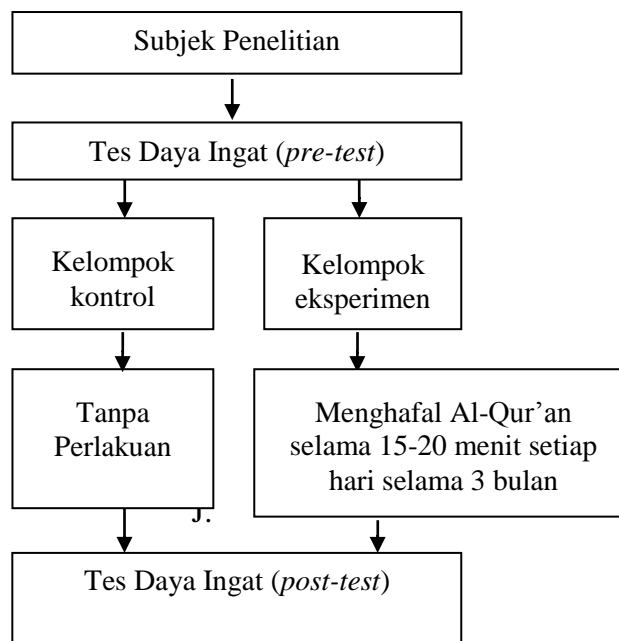 Subjek Penelitian
Tes Daya Ingat (pre-test)
Kelompok
kontrol
Kelompok
eksperimen
Tanpa
Perlakuan
Menghafal Al-Qur’an
selama 15-20 menit setiap
hari selama 3 bulan
J.
Tes Daya Ingat (post-test)